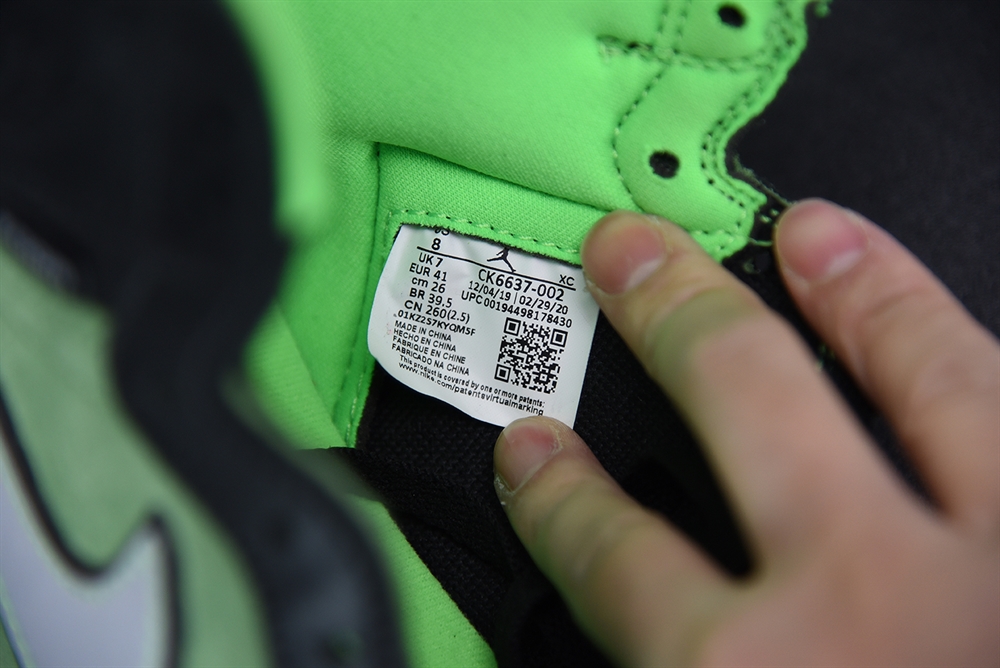 US
8
UK 7
EUR 41
cm 26
BR 39.5
CN 260(2.5)
CK6637-002 XC
12/04/19 | 02/29/20
UPC 00194498178430
01KZ2S7KYQM5F
MADE IN CHINA
HECHO EN CHINA
FABRIQUE EN CHINE
FABRICADO NA CHINA
This product is covered by one or more patents:
www.nike.com/patentsvirtualmarking